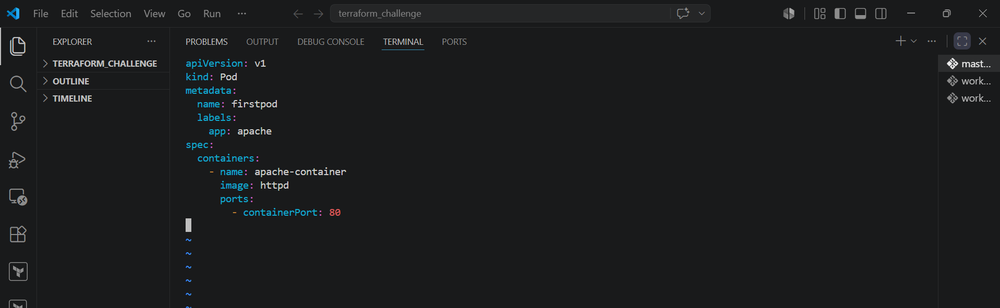 File Edit Selection View Go Run ···
terraform_challenge
EXPLORER ···
TERRAFORM_CHALLENGE
OUTLINE
TIMELINE
PROBLEMS OUTPUT DEBUG CONSOLE TERMINAL PORTS
apiVersion: v1
kind: Pod
metadata:
  name: firstpod
  labels:
    app: apache
spec:
  containers:
    - name: apache-container
      image: httpd
      ports:
        - containerPort: 80
~
~
~
~
~
~
mast...
work...
work...